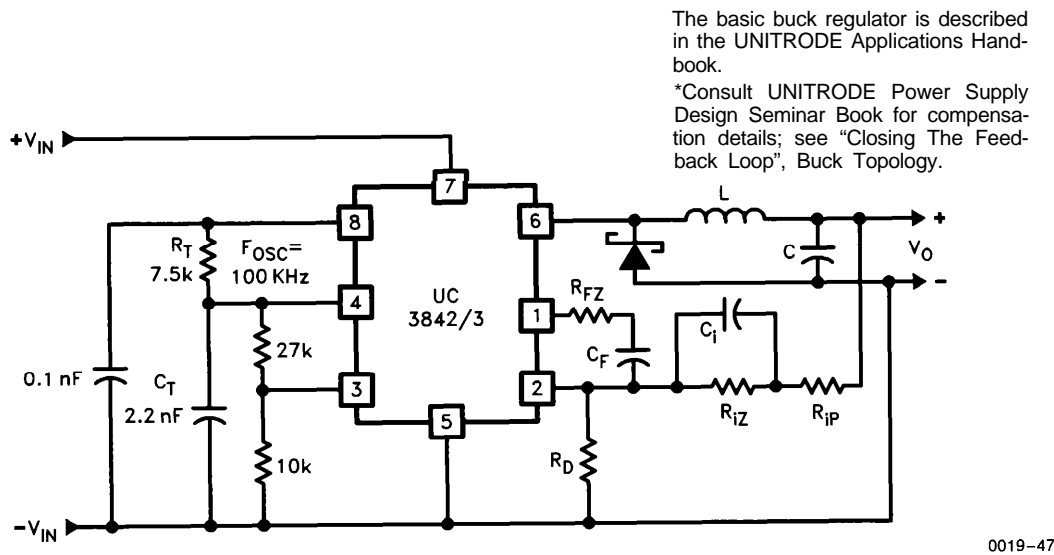 The basic buck regulator is described
in the UNITRODE Applications Hand-
book.
*Consult UNITRODE Power Supply
Design Seminar Book for compensa-
tion details; see “Closing The Feed-
back Loop”, Buck Topology.
+VIN
7
8
6
L
+
RT
7.5k
FOSC=
100 KHz
C
VO
-
UC
3842/3
4
1
RFZ
Ci
27k
CF
0.1 nF
CT
2.2 nF
3
2
RiZ
RiP
5
10k
RD
-VIN
0019-47